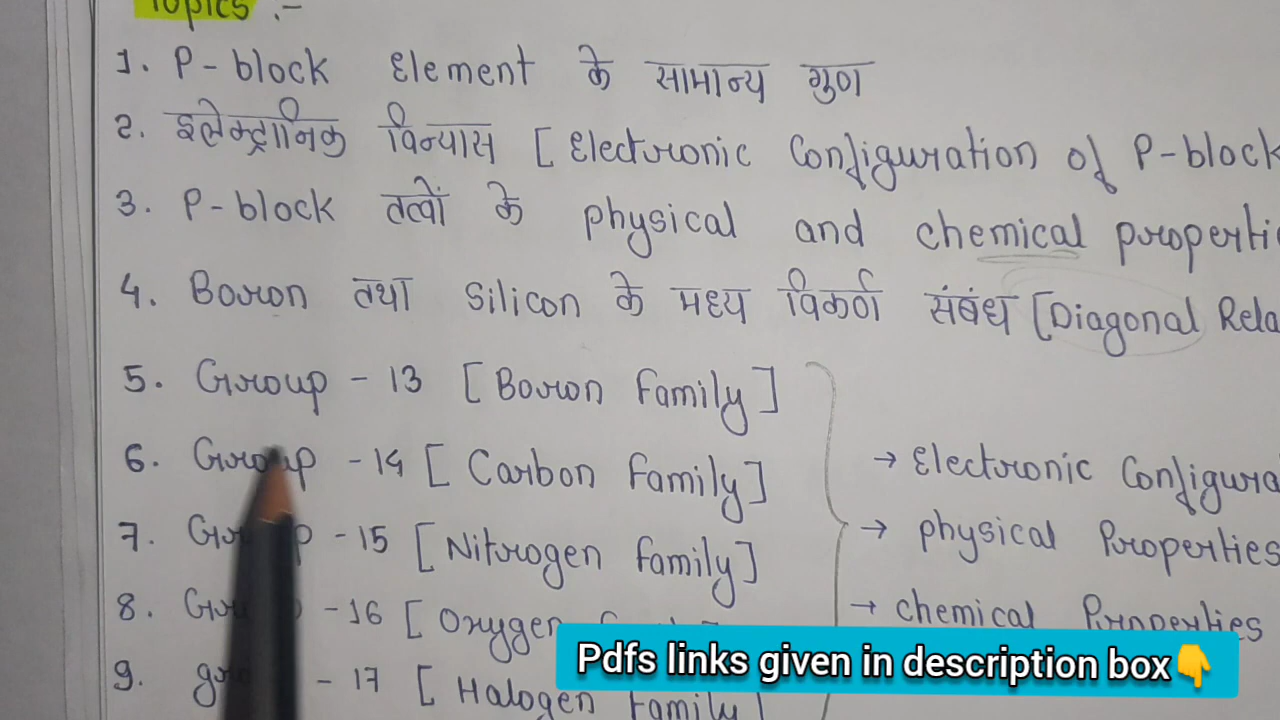 Topics :-
1. P-block Element के सामान्य गुण
2. इलेक्ट्रानिक विन्यास [Electronic Configuration of P-block
3. P-block तत्वों के physical and chemical properti
4. Boron तथा Silicon के मध्य विकर्ण संबंध [Diagonal Rela
5. Group - 13 [Boron family]
6. Group - 14 [Carbon family]
→ Electronic Configura
7. Group - 15 [Nitrogen family]
→ physical Properties
8. - 16 [Oxygen
→ chemical Properties
9. - 17 [Halogen family]
Pdfs links given in description box👇